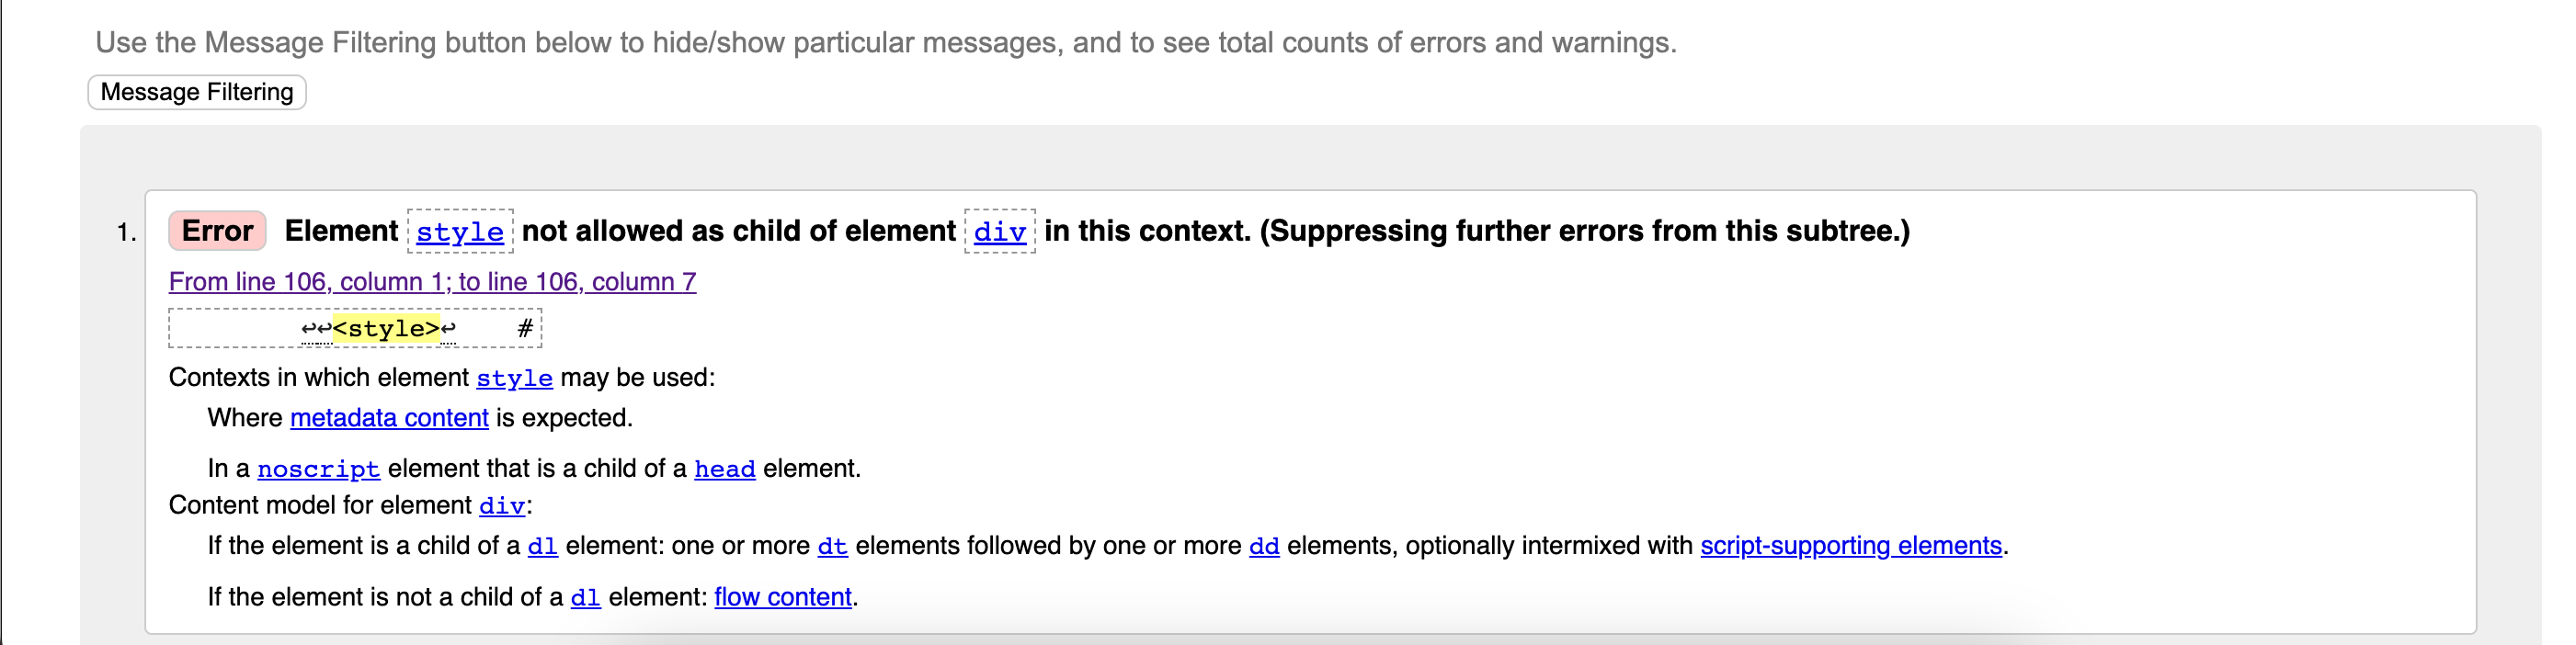 Use the Message Filtering button below to hide/show particular messages, and to see total counts of errors and warnings.
Message Filtering
1. Error Element style not allowed as child of element div in this context. (Suppressing further errors from this subtree.)
From line 106, column 1; to line 106, column 7
↩↩<style>↩ #
Contexts in which element style may be used:
Where metadata content is expected.
In a noscript element that is a child of a head element.
Content model for element div:
If the element is a child of a dl element: one or more dt elements followed by one or more dd elements, optionally intermixed with script-supporting elements.
If the element is not a child of a dl element: flow content.